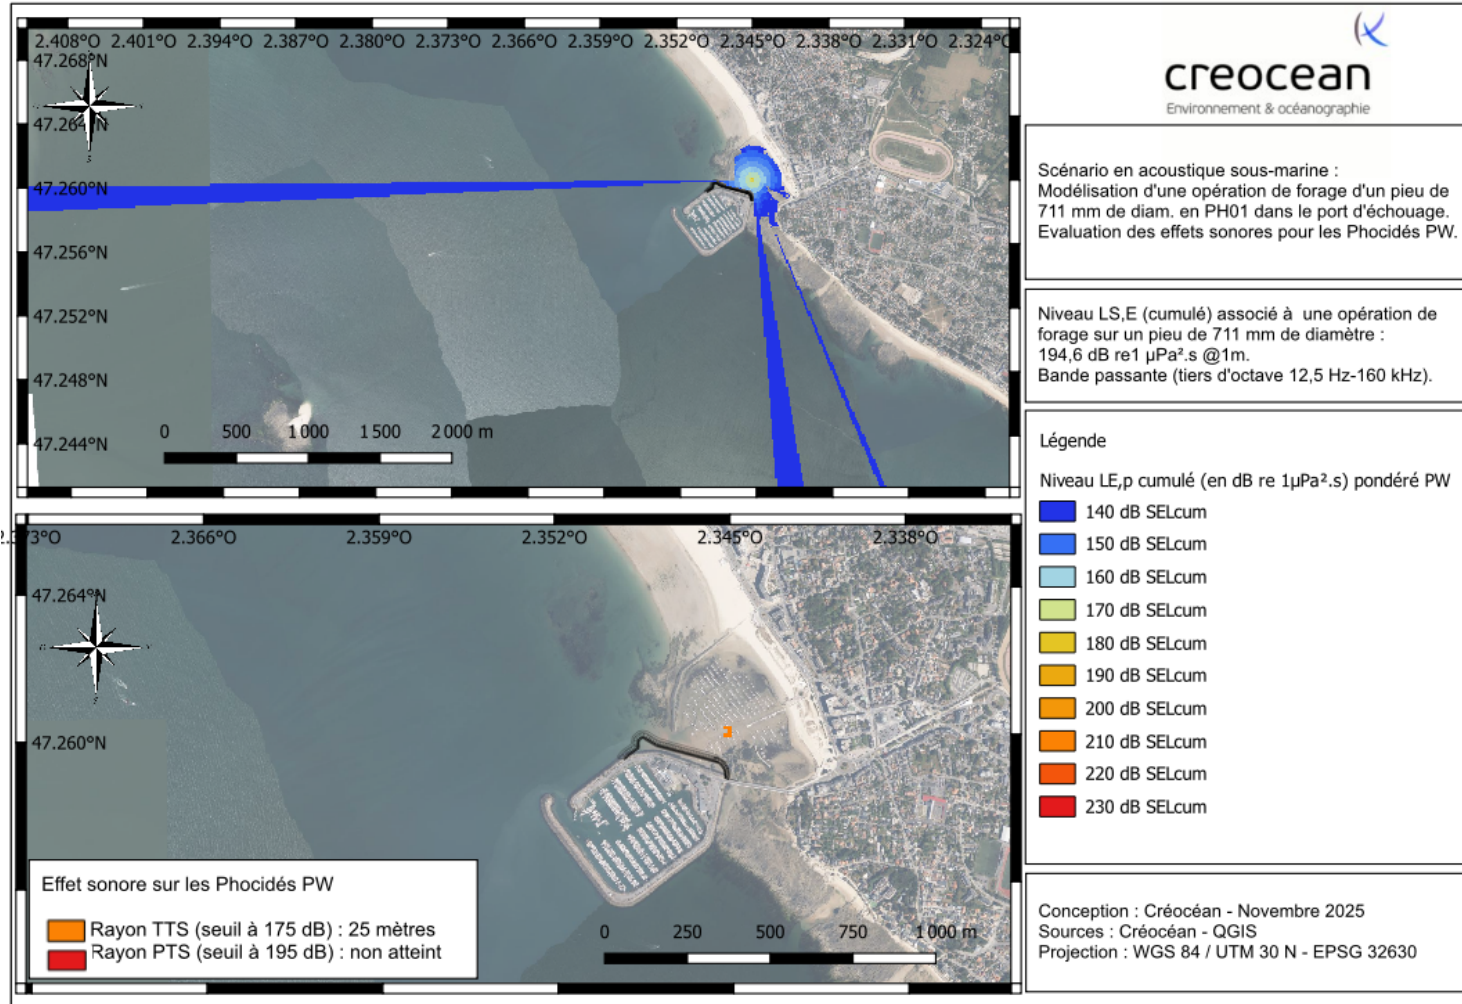 2.408°O 2.401°O 2.394°O 2.387°O 2.380°O 2.373°O 2.366°O 2.359°O 2.352°O 2.345°O 2.338°O 2.331°O 2.324°O
47.268°N
47.264°N
47.260°N
47.256°N
47.252°N
47.248°N
47.244°N
S
0 500 1 000 1 500 2 000 m
2.373°O 2.366°O 2.359°O 2.352°O 2.345°O 2.338°O
47.264°N
47.260°N
S
Effet sonore sur les Phocidés PW
Rayon TTS (seuil à 175 dB) : 25 mètres
Rayon PTS (seuil à 195 dB) : non atteint
0 250 500 750 1 000 m
creocean
Environnement & océanographie
Scénario en acoustique sous-marine :
Modélisation d'une opération de forage d'un pieu de
711 mm de diam. en PH01 dans le port d'échouage.
Evaluation des effets sonores pour les Phocidés PW.
Niveau LS,E (cumulé) associé à une opération de
forage sur un pieu de 711 mm de diamètre :
194,6 dB re1 µPa².s @1m.
Bande passante (tiers d'octave 12,5 Hz-160 kHz).
Légende
Niveau LE,p cumulé (en dB re 1µPa².s) pondéré PW
140 dB SELcum
150 dB SELcum
160 dB SELcum
170 dB SELcum
180 dB SELcum
190 dB SELcum
200 dB SELcum
210 dB SELcum
220 dB SELcum
230 dB SELcum
Conception : Créocéan - Novembre 2025
Sources : Créocéan - QGIS
Projection : WGS 84 / UTM 30 N - EPSG 32630